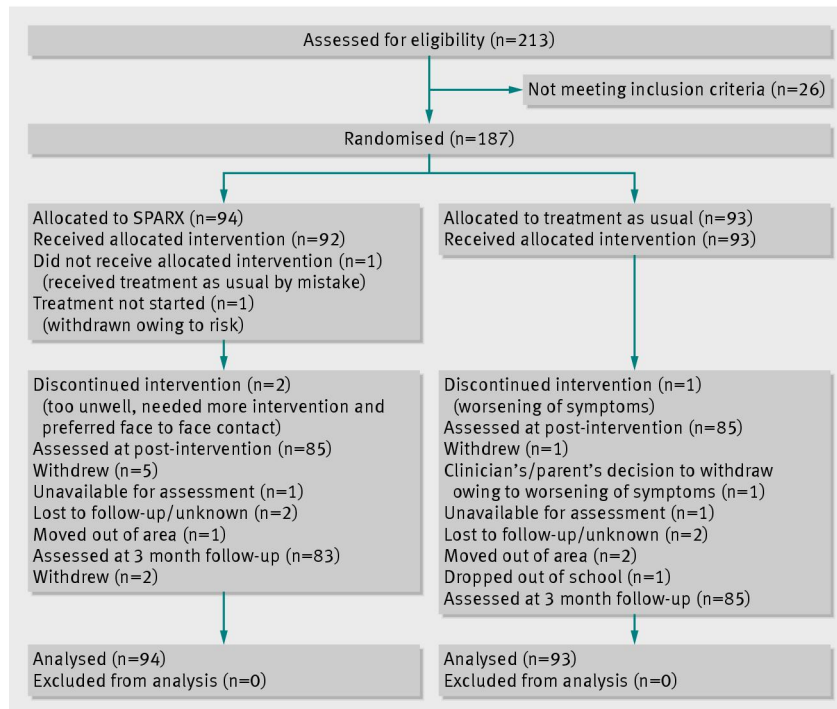 Assessed for eligibility (n=213)
Not meeting inclusion criteria (n=26)
Randomised (n=187)
Allocated to SPARX (n=94)
Received allocated intervention (n=92)
Did not receive allocated intervention (n=1)
(received treatment as usual by mistake)
Treatment not started (n=1)
(withdrawn owing to risk)
Allocated to treatment as usual (n=93)
Received allocated intervention (n=93)
Discontinued intervention (n=2)
(too unwell, needed more intervention and
preferred face to face contact)
Assessed at post-intervention (n=85)
Withdrew (n=5)
Unavailable for assessment (n=1)
Lost to follow-up/unknown (n=2)
Moved out of area (n=1)
Assessed at 3 month follow-up (n=83)
Withdrew (n=2)
Discontinued intervention (n=1)
(worsening of symptoms)
Assessed at post-intervention (n=85)
Withdrew (n=1)
Clinician's/parent's decision to withdraw
owing to worsening of symptoms (n=1)
Unavailable for assessment (n=1)
Lost to follow-up/unknown (n=2)
Moved out of area (n=2)
Dropped out of school (n=1)
Assessed at 3 month follow-up (n=85)
Analysed (n=94)
Excluded from analysis (n=0)
Analysed (n=93)
Excluded from analysis (n=0)